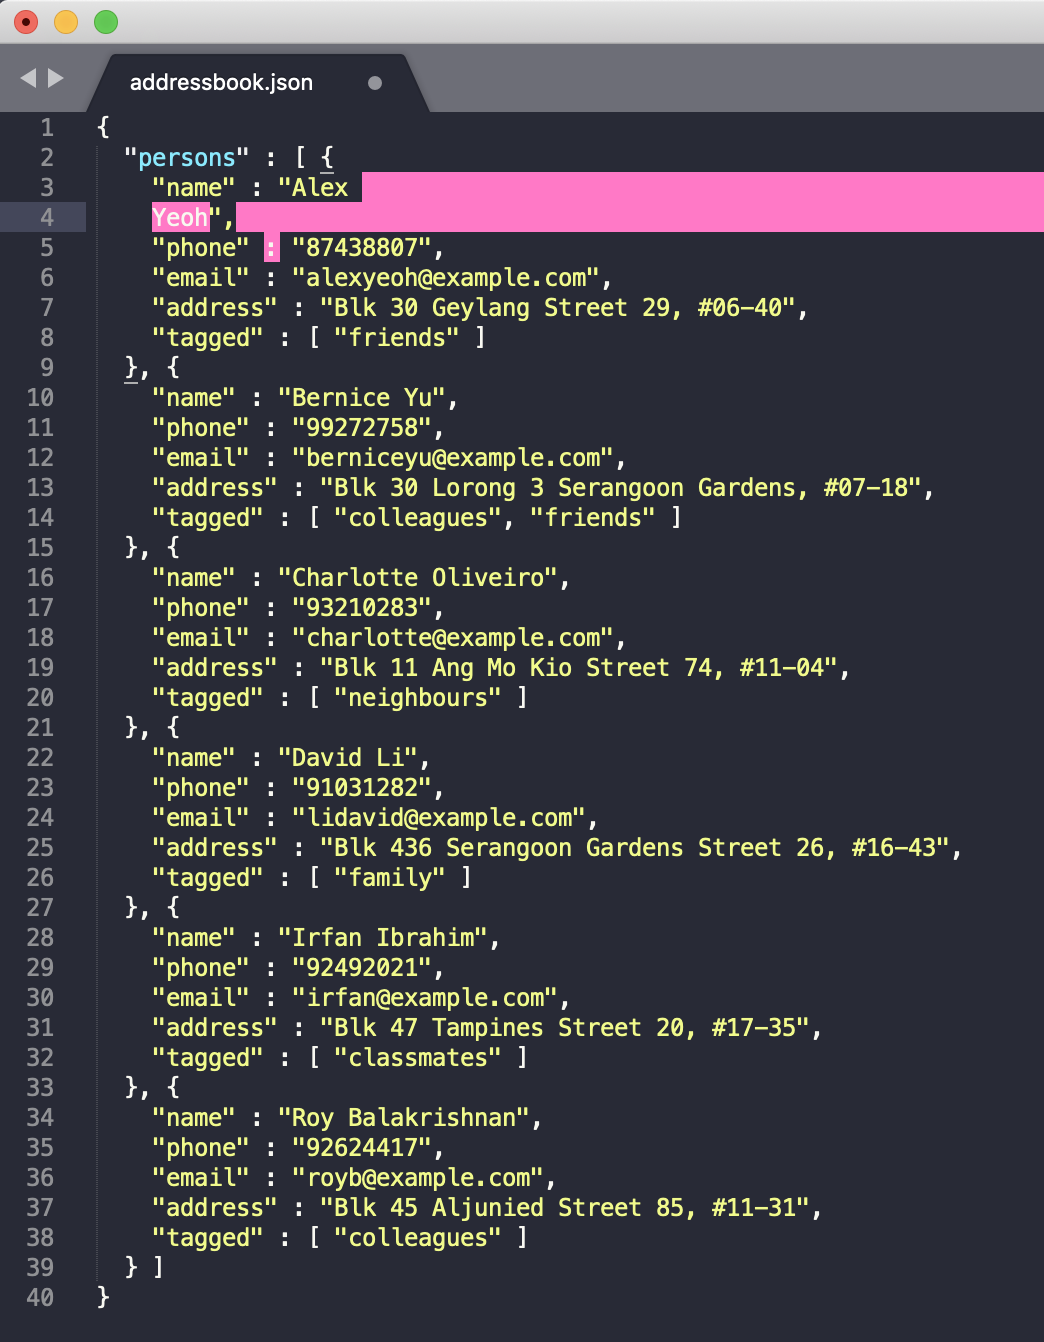 addressbook.json
1 {
2 "persons" : [ {
3 "name" : "Alex
4 Yeoh",
5 "phone" : "87438807",
6 "email" : "alexyeoh@example.com",
7 "address" : "Blk 30 Geylang Street 29, #06-40",
8 "tagged" : [ "friends" ]
9 }, {
10 "name" : "Bernice Yu",
11 "phone" : "99272758",
12 "email" : "berniceyu@example.com",
13 "address" : "Blk 30 Lorong 3 Serangoon Gardens, #07-18",
14 "tagged" : [ "colleagues", "friends" ]
15 }, {
16 "name" : "Charlotte Oliveiro",
17 "phone" : "93210283",
18 "email" : "charlotte@example.com",
19 "address" : "Blk 11 Ang Mo Kio Street 74, #11-04",
20 "tagged" : [ "neighbours" ]
21 }, {
22 "name" : "David Li",
23 "phone" : "91031282",
24 "email" : "lidavid@example.com",
25 "address" : "Blk 436 Serangoon Gardens Street 26, #16-43",
26 "tagged" : [ "family" ]
27 }, {
28 "name" : "Irfan Ibrahim",
29 "phone" : "92492021",
30 "email" : "irfan@example.com",
31 "address" : "Blk 47 Tampines Street 20, #17-35",
32 "tagged" : [ "classmates" ]
33 }, {
34 "name" : "Roy Balakrishnan",
35 "phone" : "92624417",
36 "email" : "royb@example.com",
37 "address" : "Blk 45 Aljunied Street 85, #11-31",
38 "tagged" : [ "colleagues" ]
39 } ]
40 }